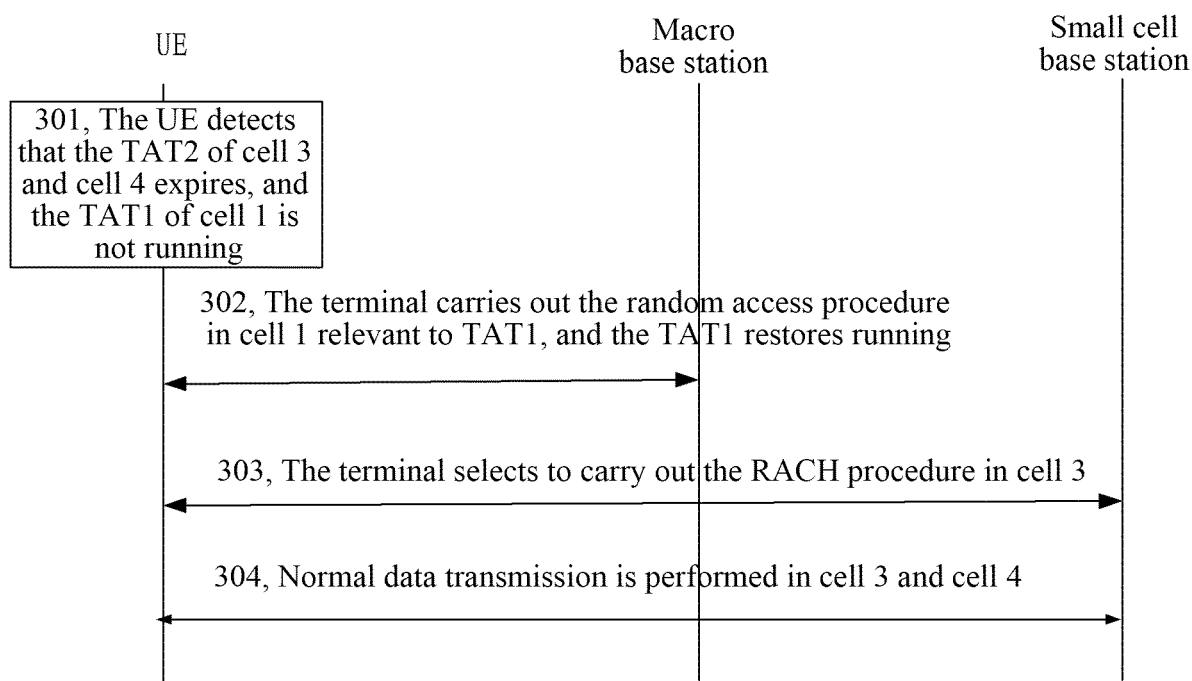 UE
Macro
base station
Small cell
base station
301, The UE detects
that the TAT2 of cell 3
and cell 4 expires, and
the TAT1 of cell 1 is
not running
302, The terminal carries out the random access procedure
in cell 1 relevant to TAT1, and the TAT1 restores running
303, The terminal selects to carry out the RACH procedure in cell 3
304, Normal data transmission is performed in cell 3 and cell 4